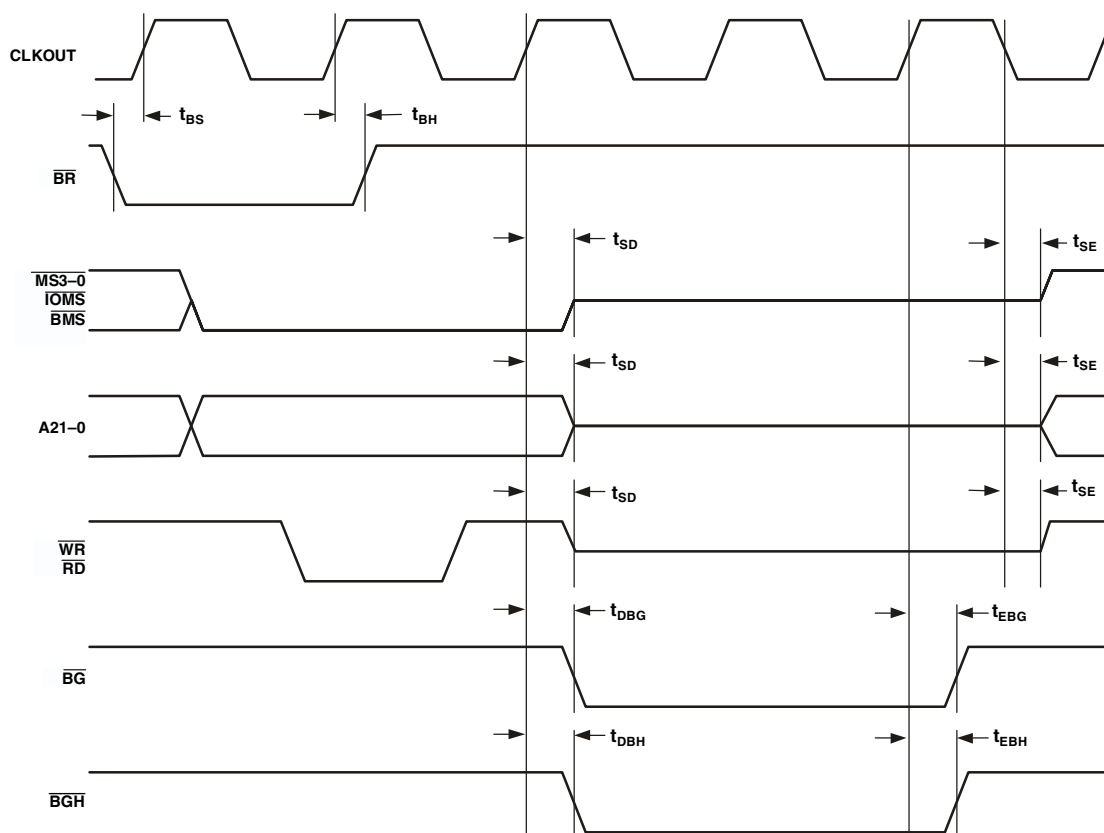 CLKOUT
tBS
tBH
BR
tSD
tSE
MS3–0
IOMS
BMS
tSD
tSE
A21–0
tSD
tSE
WR
RD
tDBG
tEBG
BG
tDBH
tEBH
BGH